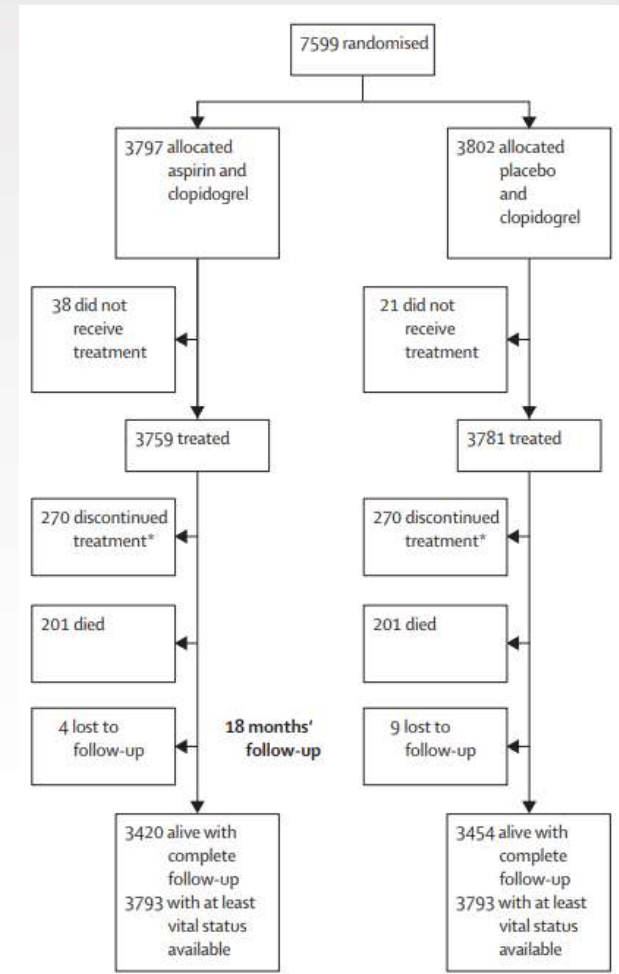 7599 randomised
3797 allocated
aspirin and
clopidogrel
3802 allocated
placebo
and
clopidogrel
38 did not
receive
treatment
21 did not
receive
treatment
3759 treated
3781 treated
270 discontinued
treatment*
270 discontinued
treatment*
201 died
201 died
4 lost to
follow-up
18 months'
follow-up
9 lost to
follow-up
3420 alive with
complete
follow-up
3793 with at least
vital status
available
3454 alive with
complete
follow-up
3793 with at least
vital status
available